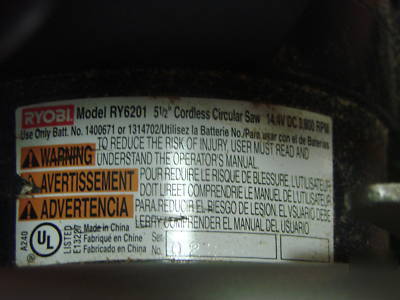 RYOBI Model RY6201 5½" Cordless Circular Saw 14.4V DC 3,800 RPM
Use Only Batt. No. 1400671 or 1314702/Utilisez la Batterie No./Para usar con el de Baterías
WARNING TO REDUCE THE RISK OF INJURY, USER MUST READ AND
UNDERSTAND THE OPERATOR'S MANUAL.
AVERTISSEMENT POUR RÉDUIRE LE RISQUE DE BLESSURE, L'UTILISATEUR
DOIT LIRE ET COMPRENDRE LE MANUEL DE L'UTILISATEUR
ADVERTENCIA PARA REDUCIR EL RIESGO DE LESION, EL USUARIO DEBE
LEER Y COMPRENDER EL MANUAL DEL USUARIO
A240
UL
LISTED
Made in China
Fabriqué en Chine
Fabricado en China
Ser.
No.